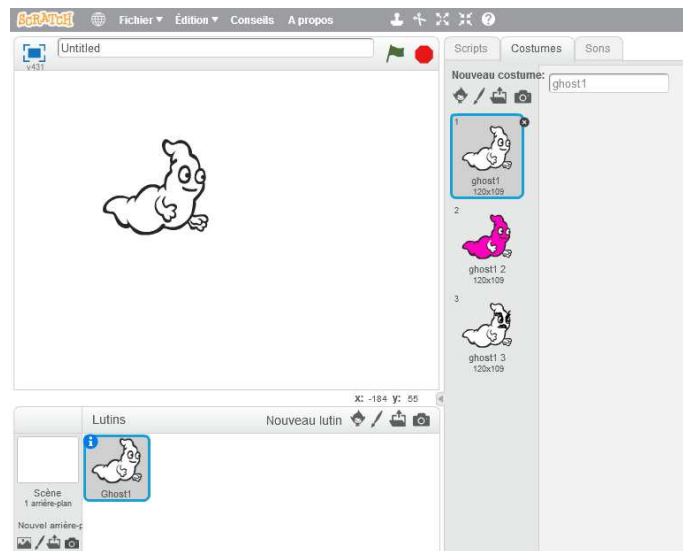 SCRATCH Fichier▼ Édition▼ Conseils A propos
v431 Untitled
Scripts Costumes Sons
Nouveau costume:
ghost1
1
ghost1
120x109
2
ghost1 2
120x109
3
ghost1 3
120x109
X: -184 Y: 55
Lutins Nouveau lutin
Scène
1 arrière-plan
Ghost1
Nouvel arrière-p